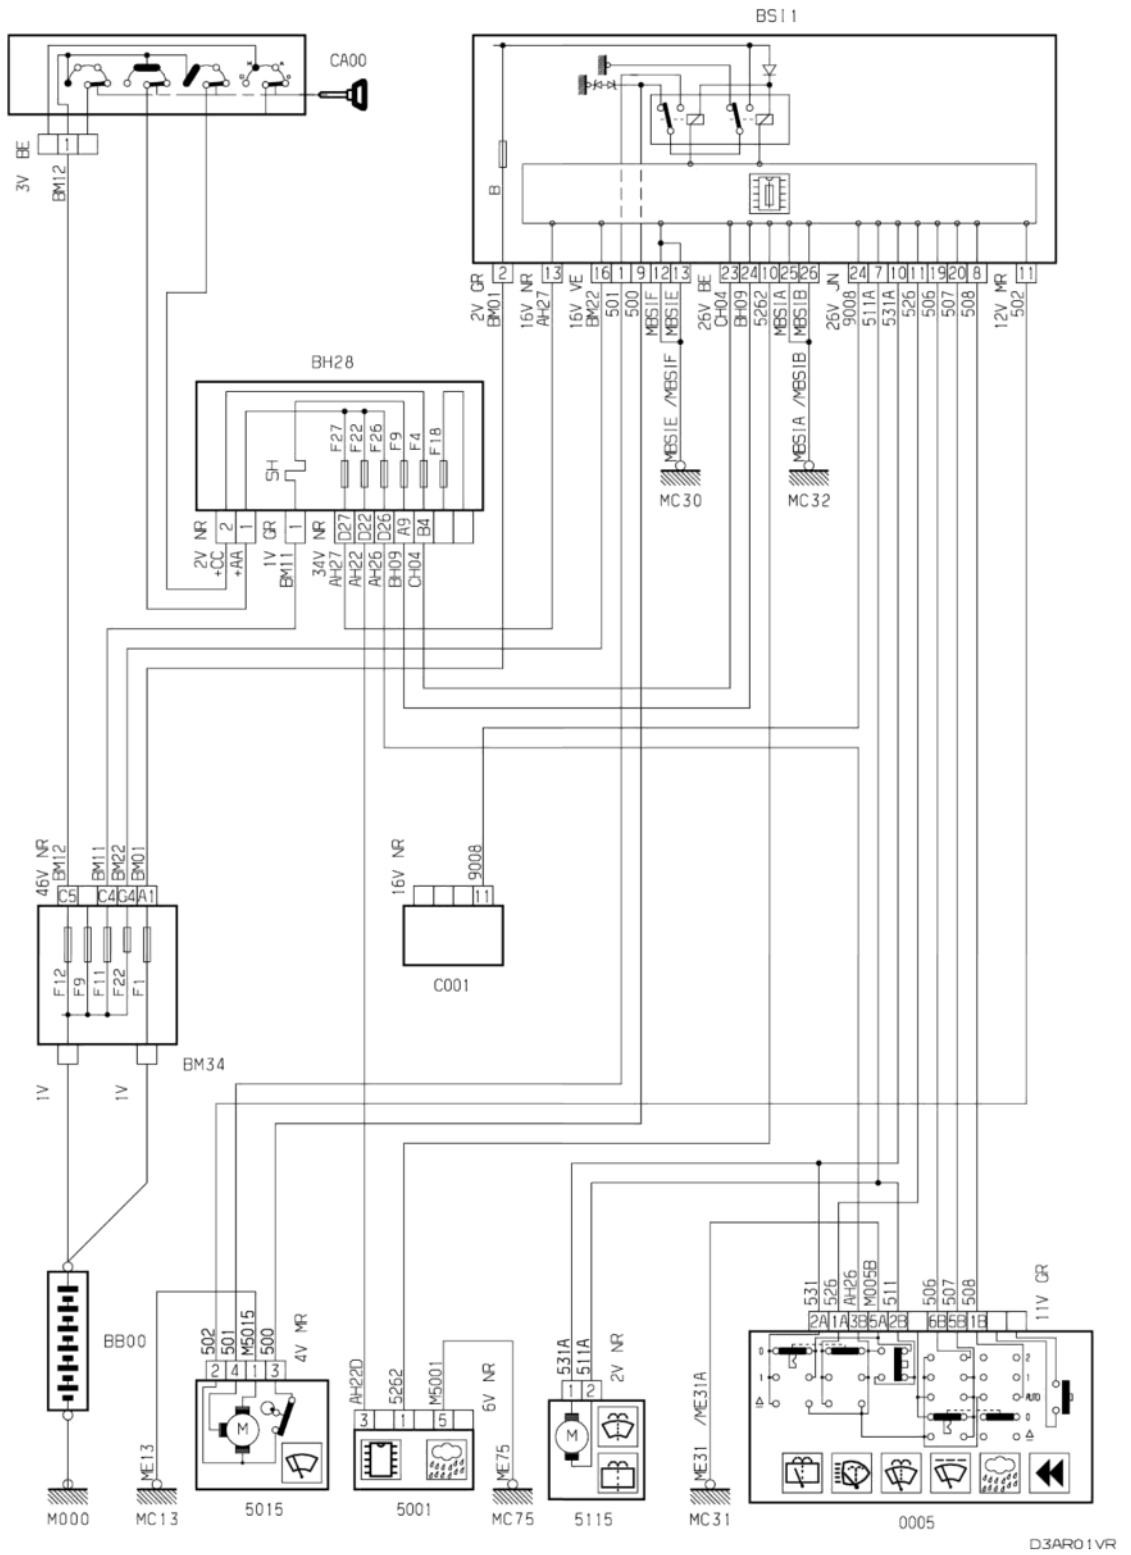 BSI1
CA00
H A
D
3V BE
1
BM12
B
2V GR
2
BM01
16V NR
13
AH27
16V VE
16
BM22
1
501
9
500
12
MBSIF
13
MBSIE
26V BE
23
CH04
24
BH09
10
5262
25
MBSIA
26
MBSIB
26V JN
24
9008
7
511A
10
531A
11
526
19
506
20
507
8
508
12V MR
11
502
MBSIE /MBSIF
MC30
MBSIA /MBSIB
MC32
BH28
SH
F27
F22
F26
F9
F4
F18
2V NR
2
+CC
1
+AA
1V GR
1
BM11
34V NR
D27
AH27
D22
AH22
D26
AH26
A9
BH09
B4
CH04
46V NR
BM12
BM11
BM22
BM01
C5
C4
G4
A1
F12
F9
F11
F22
F1
BM34
1V
1V
16V NR
9008
11
C001
BB00
M000
ME13
MC13
502
501
M5015
500
4V MR
2
4
1
3
M
5015
AH22D
5262
M5001
6V NR
3
1
5
5001
ME75
MC75
531A
511A
2V NR
1
2
M
5115
ME31 /ME31A
MC31
531
526
AH26
M005B
511
506
507
508
11V GR
2A
1A
3B
5A
2B
6B
5B
1B
0
1
2
1
AUTO
0
0005
D3AR01VR